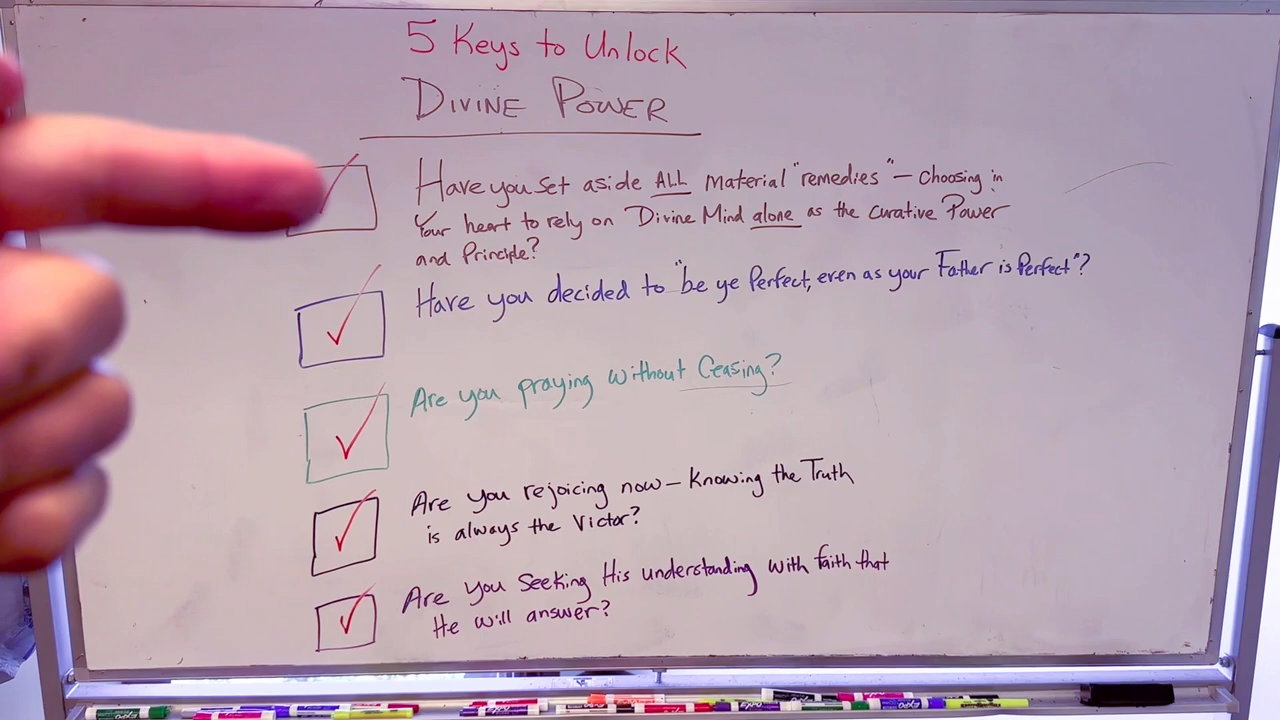 5 Keys to Unlock
DIVINE POWER
Have you set aside ALL Material "remedies" – Choosing in
Your heart to rely on Divine Mind alone as the Curative Power
and Principle?
Have you decided to "be ye Perfect, even as your Father is Perfect"?
Are you praying without Ceasing?
Are you rejoicing now – Knowing the Truth
is always the Victor?
Are you Seeking His understanding with faith that
He will answer?